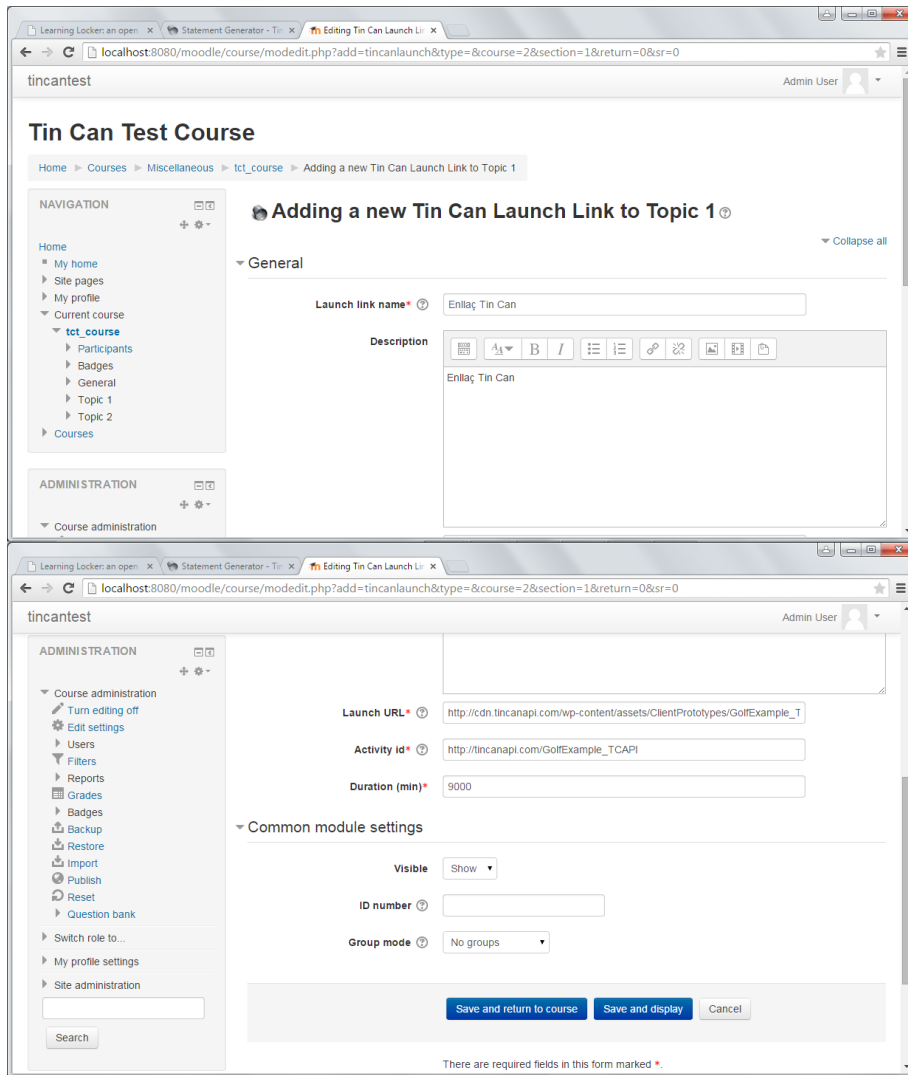 Learning Locker: an open
Statement Generator - Tin
Editing Tin Can Launch Lin
localhost:8080/moodle/course/modedit.php?add=tincanlaunch&type=&course=2&section=1&return=0&sr=0
tincantest
Admin User
Tin Can Test Course
Home Courses Miscellaneous tct_course Adding a new Tin Can Launch Link to Topic 1
NAVIGATION
Home
My home
Site pages
My profile
Current course
tct_course
Participants
Badges
General
Topic 1
Topic 2
Courses
ADMINISTRATION
Course administration
Adding a new Tin Can Launch Link to Topic 1
Collapse all
General
Launch link name* Enllaç Tin Can
Description
Enllaç Tin Can
Learning Locker: an open
Statement Generator - Tin
Editing Tin Can Launch Lin
localhost:8080/moodle/course/modedit.php?add=tincanlaunch&type=&course=2&section=1&return=0&sr=0
tincantest
Admin User
ADMINISTRATION
Course administration
Turn editing off
Edit settings
Users
Filters
Reports
Grades
Badges
Backup
Restore
Import
Publish
Reset
Question bank
Switch role to...
My profile settings
Site administration
Search
Launch URL* http://cdn.tincanapi.com/wp-content/assets/ClientPrototypes/GolfExample_T
Activity id* http://tincanapi.com/GolfExample_TCAPI
Duration (min)* 9000
Common module settings
Visible Show
ID number
Group mode No groups
Save and return to course Save and display Cancel
There are required fields in this form marked *.